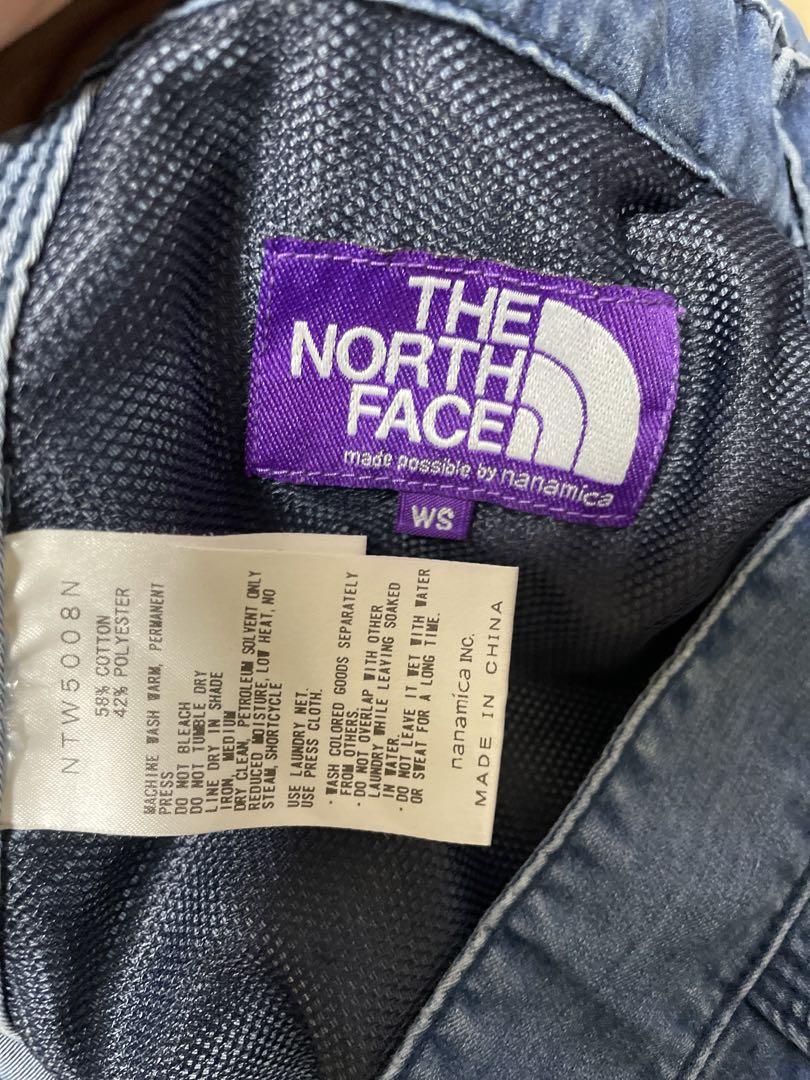 THE
NORTH
FACE
made possible by nanamica
WS
NTW5008N
58% COTTON
42% POLYESTER
MACHINE WASH WARM, PERMANENT
PRESS
DO NOT BLEACH
DO NOT TUMBLE DRY
LINE DRY IN SHADE
IRON, MEDIUM
DRY CLEAN, PETROLEUM SOLVENT ONLY
REDUCED MOISTURE, LOW HEAT, NO
STEAM, SHORTCYCLE
USE LAUNDRY NET.
USE PRESS CLOTH.
・WASH COLORED GOODS SEPARATELY
FROM OTHERS.
・DO NOT OVERLAP WITH OTHER
LAUNDRY WHILE LEAVING SOAKED
IN WATER.
・DO NOT LEAVE IT WET WITH WATER
OR SWEAT FOR A LONG TIME.
nanamica INC.
MADE IN CHINA